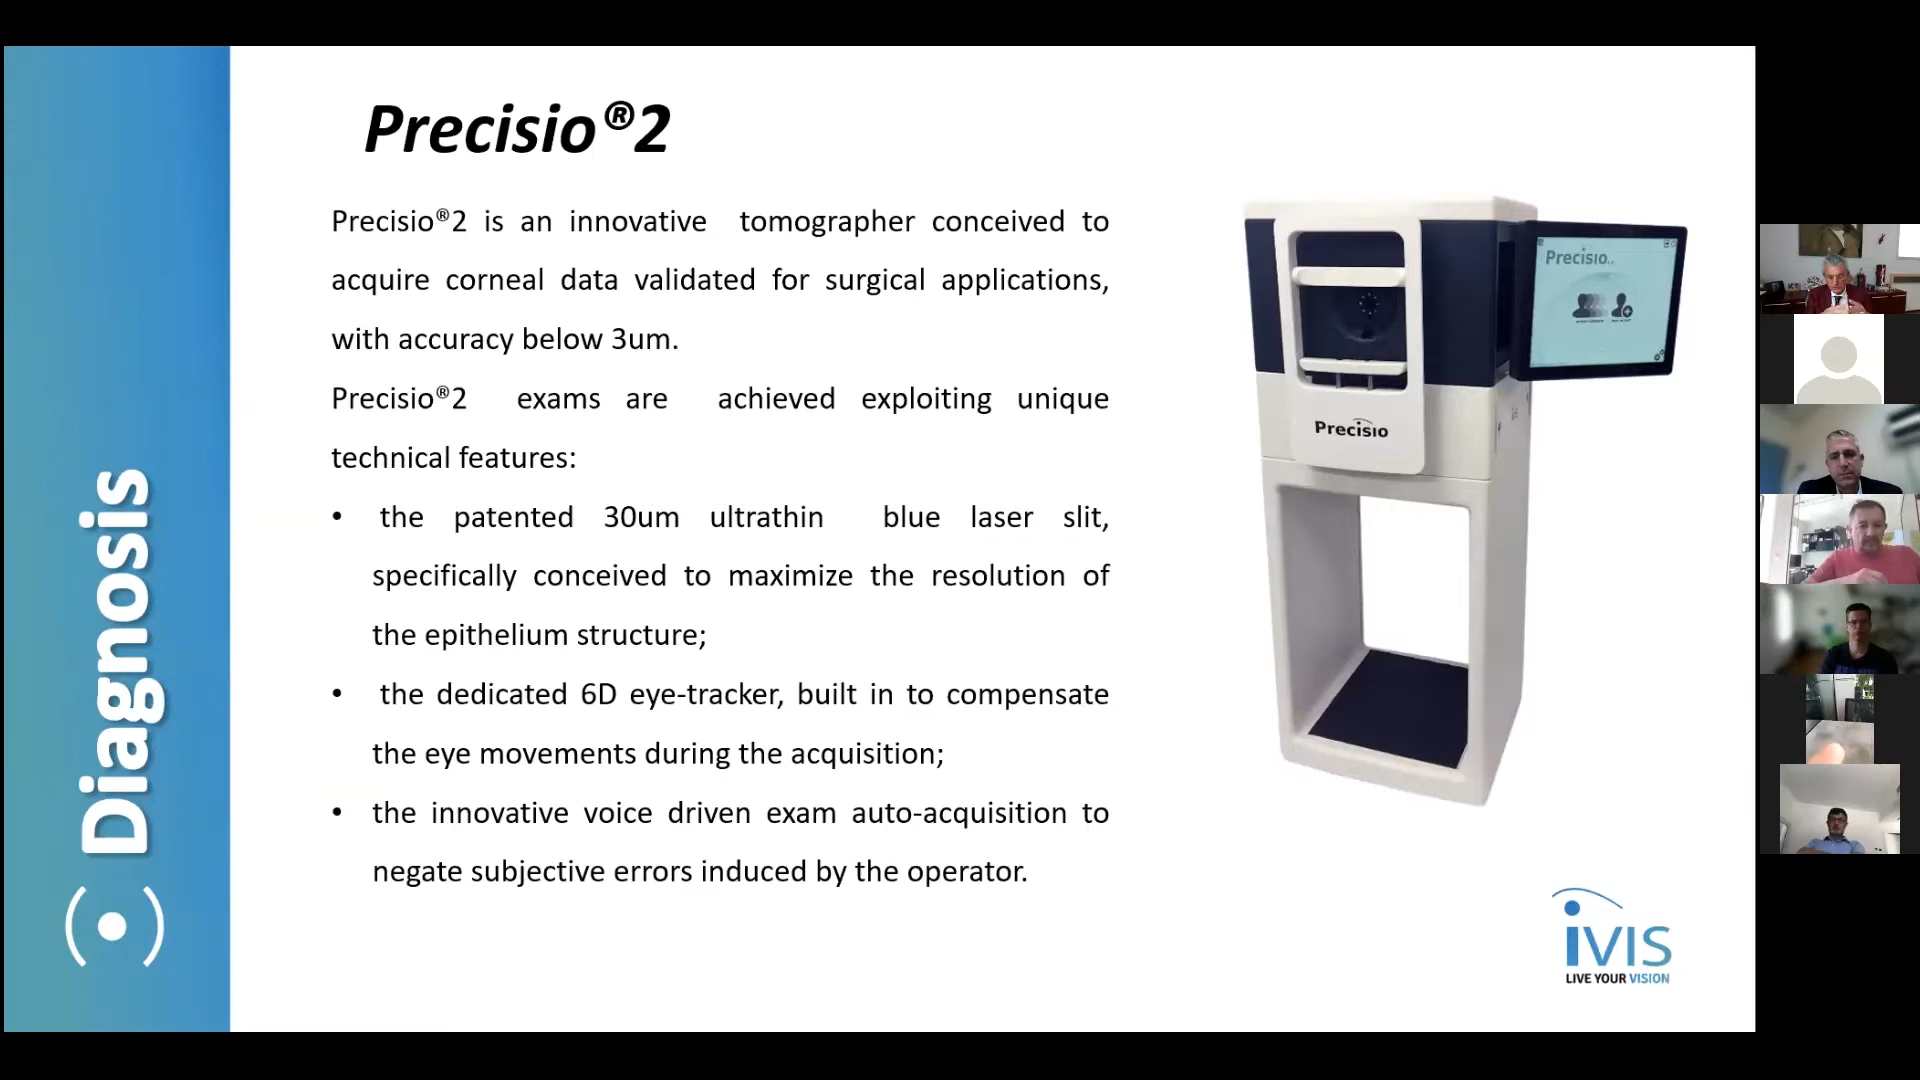 Precisio®2
Precisio®2 is an innovative tomographer conceived to
acquire corneal data validated for surgical applications,
with accuracy below 3um.
Precisio®2 exams are achieved exploiting unique
technical features:
• the patented 30um ultrathin blue laser slit,
specifically conceived to maximize the resolution of
the epithelium structure;
• the dedicated 6D eye-tracker, built in to compensate
the eye movements during the acquisition;
• the innovative voice driven exam auto-acquisition to
negate subjective errors induced by the operator.
Diagnosis
Precisio
Precisio
iVIS
LIVE YOUR VISION